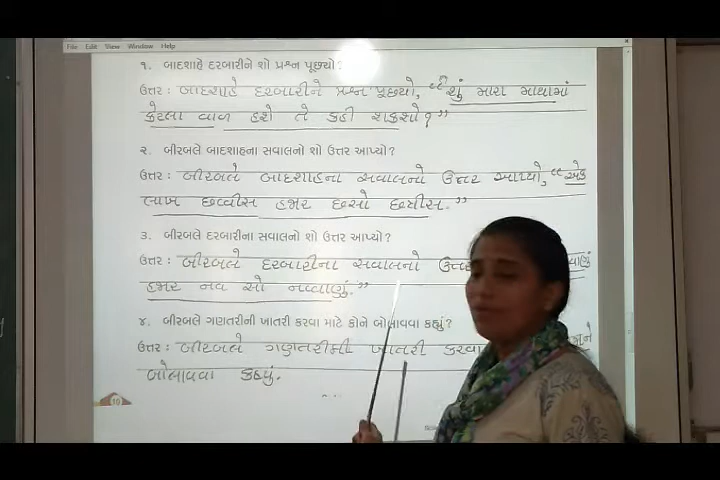 File Edit View Window Help
૧. બાદશાહે દરબારીને શો પ્રશ્ન પૂછ્યો?
ઉત્તર : બાદશાહે દરબારીને પ્રશ્ન પૂછ્યો, “શું મારા માથામાં
કેટલા વાળ હશે તે કહી શકશો?”
૨. બીરબલે બાદશાહના સવાલનો શો ઉત્તર આપ્યો?
ઉત્તર : બીરબલે બાદશાહના સવાલનો ઉત્તર આપ્યો, “એક
લાખ છવ્વીસ હજાર છસો છત્રીસ.”
૩. બીરબલે દરબારીના સવાલનો શો ઉત્તર આપ્યો?
ઉત્તર : બીરબલે દરબારીના સવાલનો
હજાર નવ સો નવ્વાણું.”
૪. બીરબલે ગણતરીની ખાતરી કરવા માટે કોને બોલાવવા કહ્યું?
ઉત્તર : બીરબલે ગણતરીની ખાતરી કરવા
બોલાવવા કહ્યું.
10